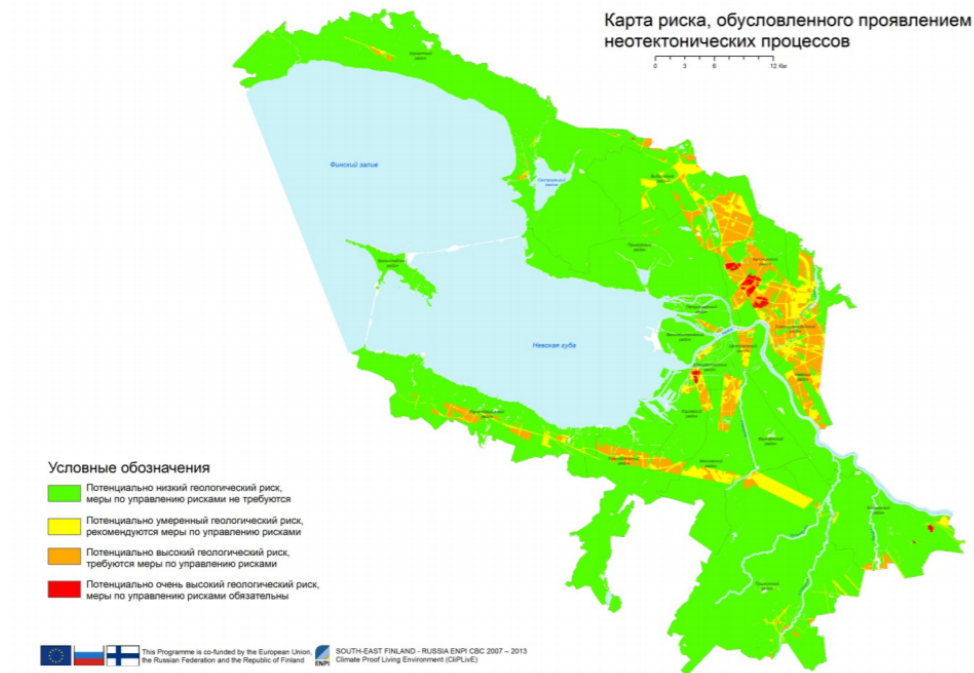 Карта риска, обусловленного проявлением
неотектонических процессов
0 3 6 12 Км
Финский залив
Невская губа
Условные обозначения
Потенциально низкий геологический риск,
меры по управлению рисками не требуются
Потенциально умеренный геологический риск,
рекомендуются меры по управлению рисками
Потенциально высокий геологический риск,
требуются меры по управлению рисками
Потенциально очень высокий геологический риск,
меры по управлению рисками обязательны
This Programme is co-funded by the European Union,
the Russian Federation and the Republic of Finland
ENPI
SOUTH-EAST FINLAND - RUSSIA ENPI CBC 2007 – 2013
Climate Proof Living Environment (CliPLivE)